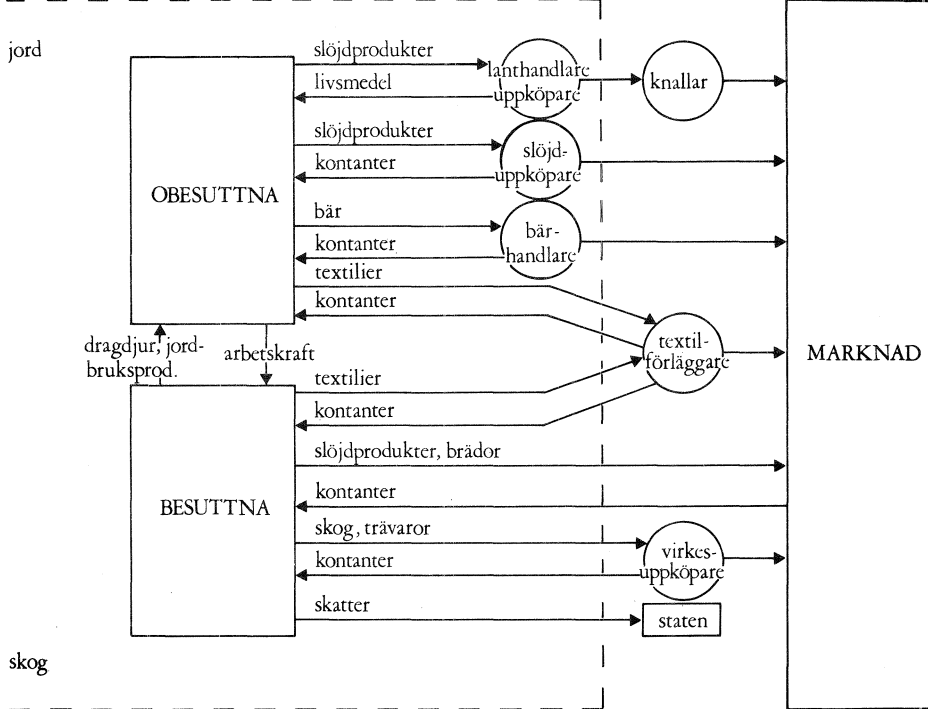 jord
slöjdprodukter
lanthandlare
livsmedel
uppköpare
knallar
slöjdprodukter
slöjd-
kontanter
uppköpare
OBESUTTNA
bär
bär-
kontanter
handlare
textilier
kontanter
dragdjur, jord-
bruksprod.
arbetskraft
textil-
förläggare
MARKNAD
textilier
kontanter
slöjdprodukter, brädor
kontanter
BESUTTNA
skog, trävaror
virkes-
kontanter
uppköpare
skatter
staten
skog